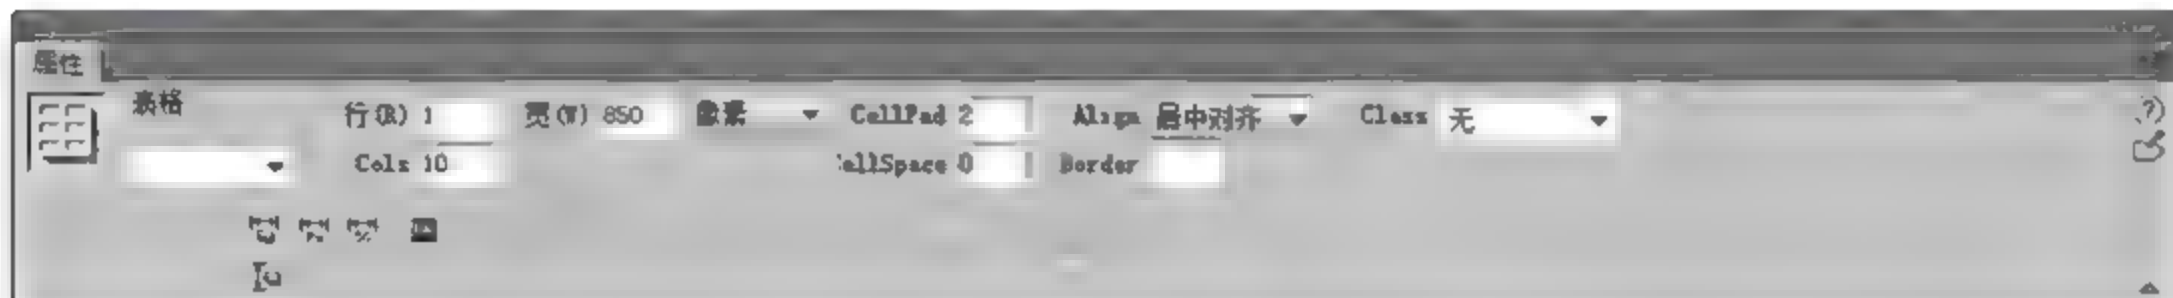 属性
表格
行(R) 1 宽(W) 850 像素 CellPad 2 Align 居中对齐 Class 无
Cols 10 CellSpace 0 Border